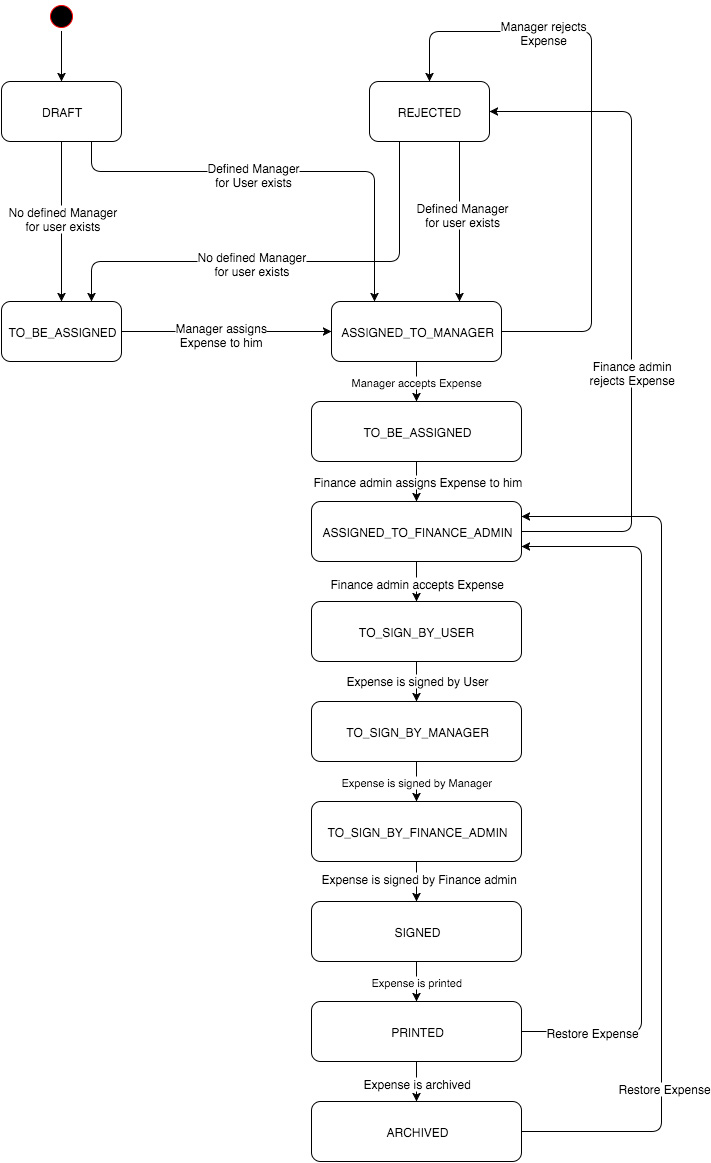 Manager rejects
Expense
DRAFT
REJECTED
Defined Manager
for User exists
No defined Manager
for user exists
Defined Manager
for user exists
No defined Manager
for user exists
TO_BE_ASSIGNED
Manager assigns
Expense to him
ASSIGNED_TO_MANAGER
Finance admin
rejects Expense
Manager accepts Expense
TO_BE_ASSIGNED
Finance admin assigns Expense to him
ASSIGNED_TO_FINANCE_ADMIN
Finance admin accepts Expense
TO_SIGN_BY_USER
Expense is signed by User
TO_SIGN_BY_MANAGER
Expense is signed by Manager
TO_SIGN_BY_FINANCE_ADMIN
Expense is signed by Finance admin
SIGNED
Expense is printed
PRINTED
Restore Expense
Expense is archived
Restore Expense
ARCHIVED